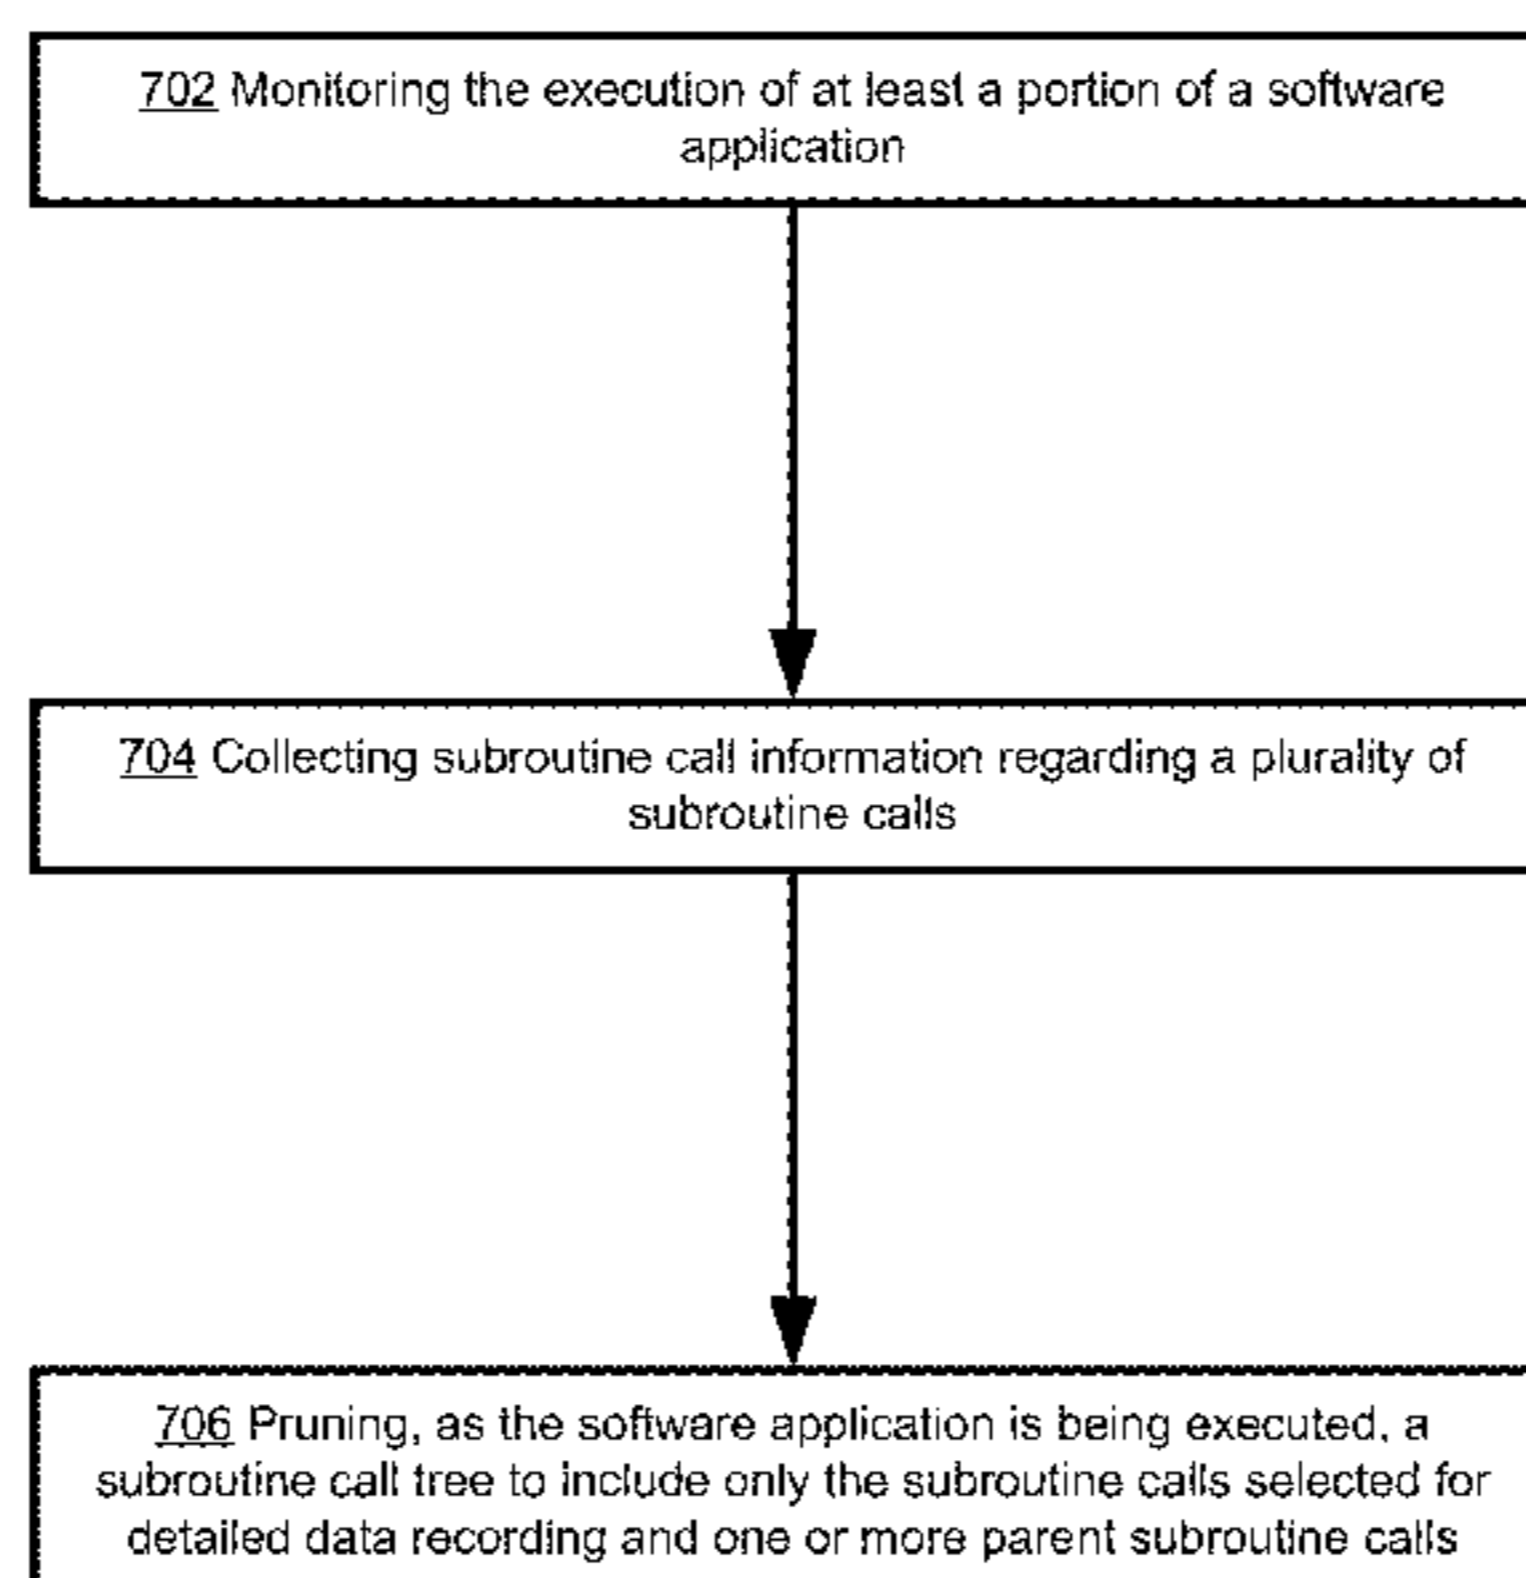 702 Monitoring the execution of at least a portion of a software
application
704 Collecting subroutine call information regarding a plurality of
subroutine calls
706 Pruning, as the software application is being executed, a
subroutine call tree to include only the subroutine calls selected for
detailed data recording and one or more parent subroutine calls